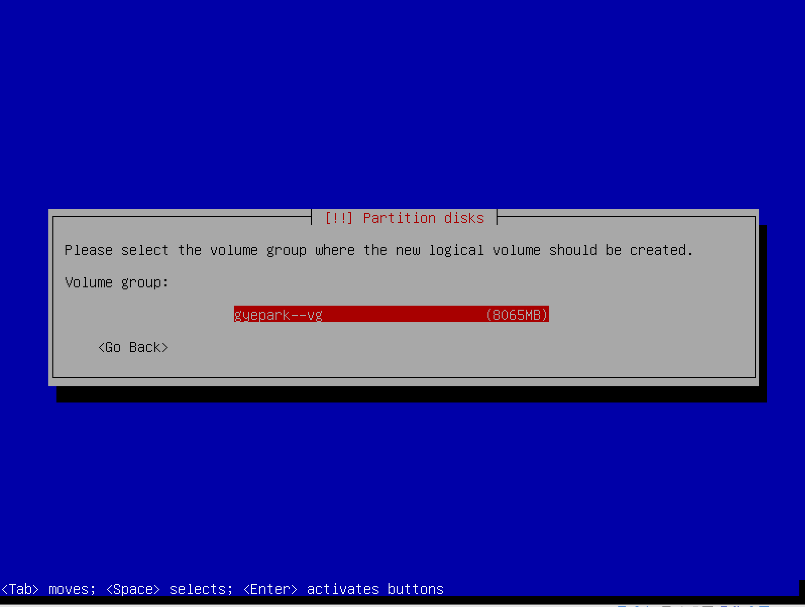 [!!] Partition disks
Please select the volume group where the new logical volume should be created.
Volume group:
gyepark--vg (8065MB)
<Go Back>
<Tab> moves; <Space> selects; <Enter> activates buttons